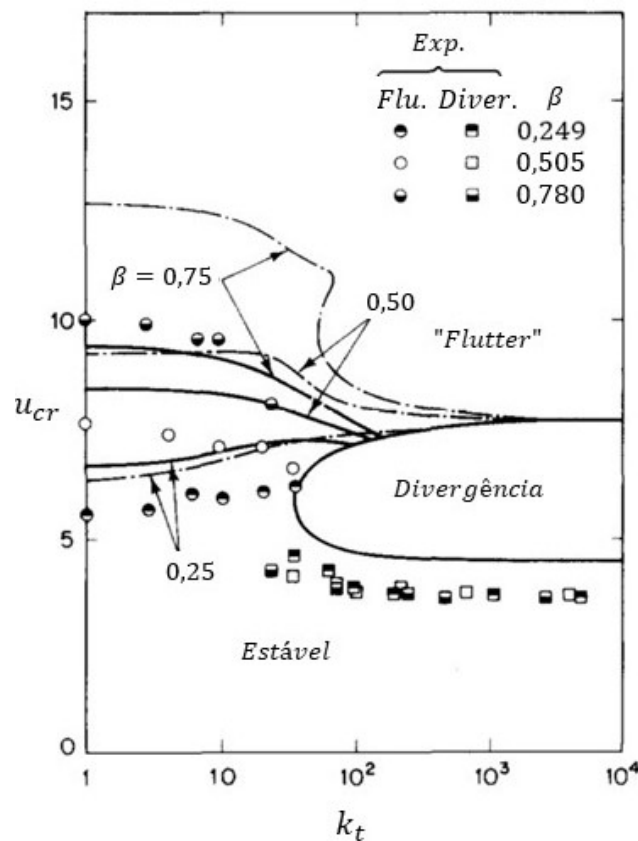 Exp.
Flu. Diver. β
0,249
0,505
0,780
15
β = 0,75
0,50
10
"Flutter"
u_cr
Divergência
5
0,25
Estável
0
1 10 10² 10³ 10⁴
k_t